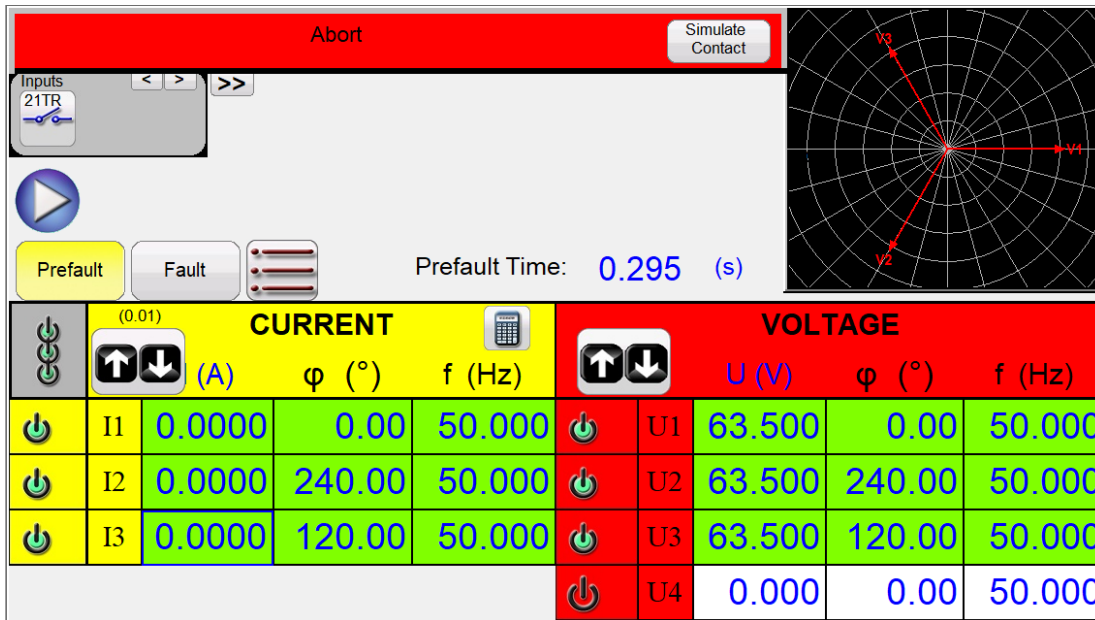 Abort
Simulate
Contact
V3
V1
V2
Inputs
< >
>>
21TR
Prefault
Fault
Prefault Time: 0.295 (s)
(0.01)
CURRENT
VOLTAGE
(A) φ (°) f (Hz)
U (V) φ (°) f (Hz)
I1 0.0000 0.00 50.000 U1 63.500 0.00 50.000
I2 0.0000 240.00 50.000 U2 63.500 240.00 50.000
I3 0.0000 120.00 50.000 U3 63.500 120.00 50.000
U4 0.000 0.00 50.000